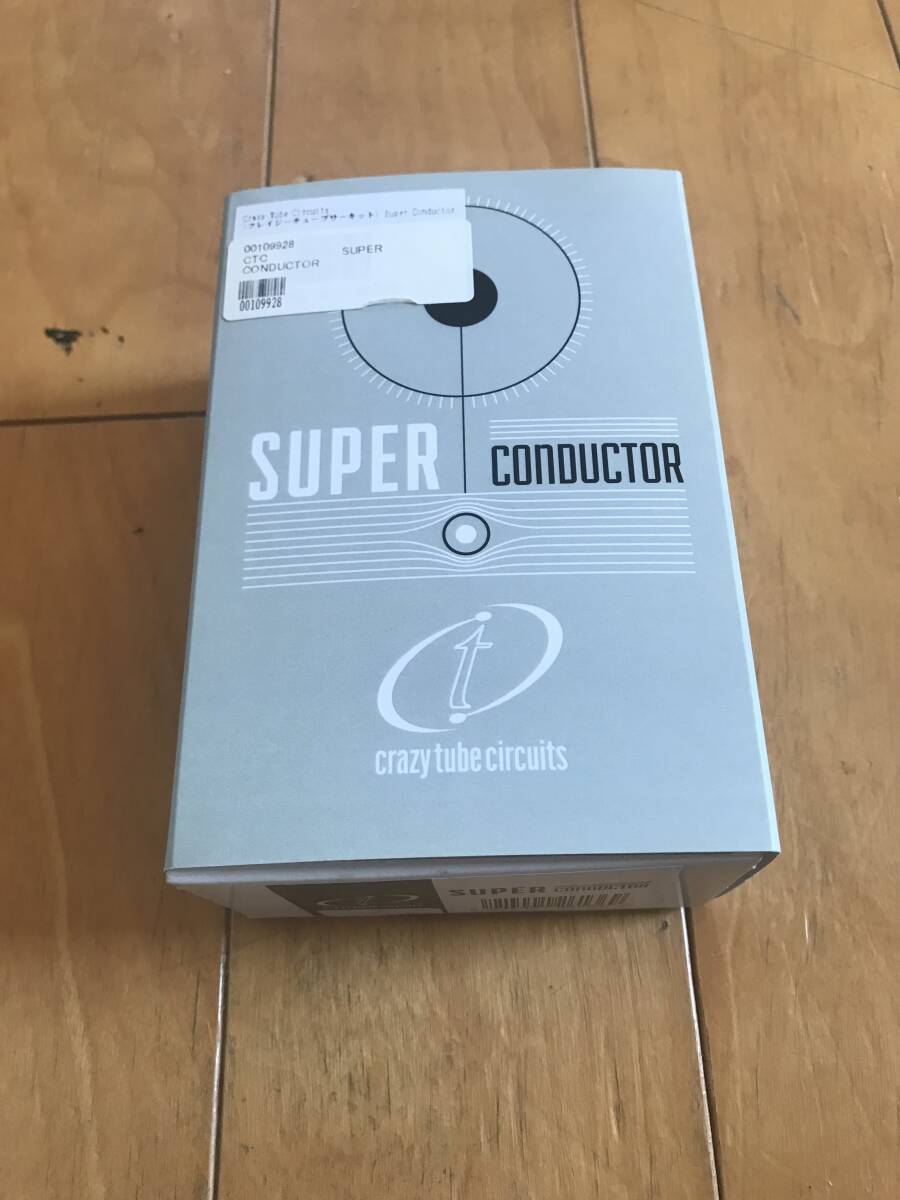 Crazy Tube Circuits
(クレイジーチューブサーキット) Super Conductor
00109928
CTC SUPER
CONDUCTOR
00109928
SUPER CONDUCTOR
t
crazy tube circuits
SUPER CONDUCTOR